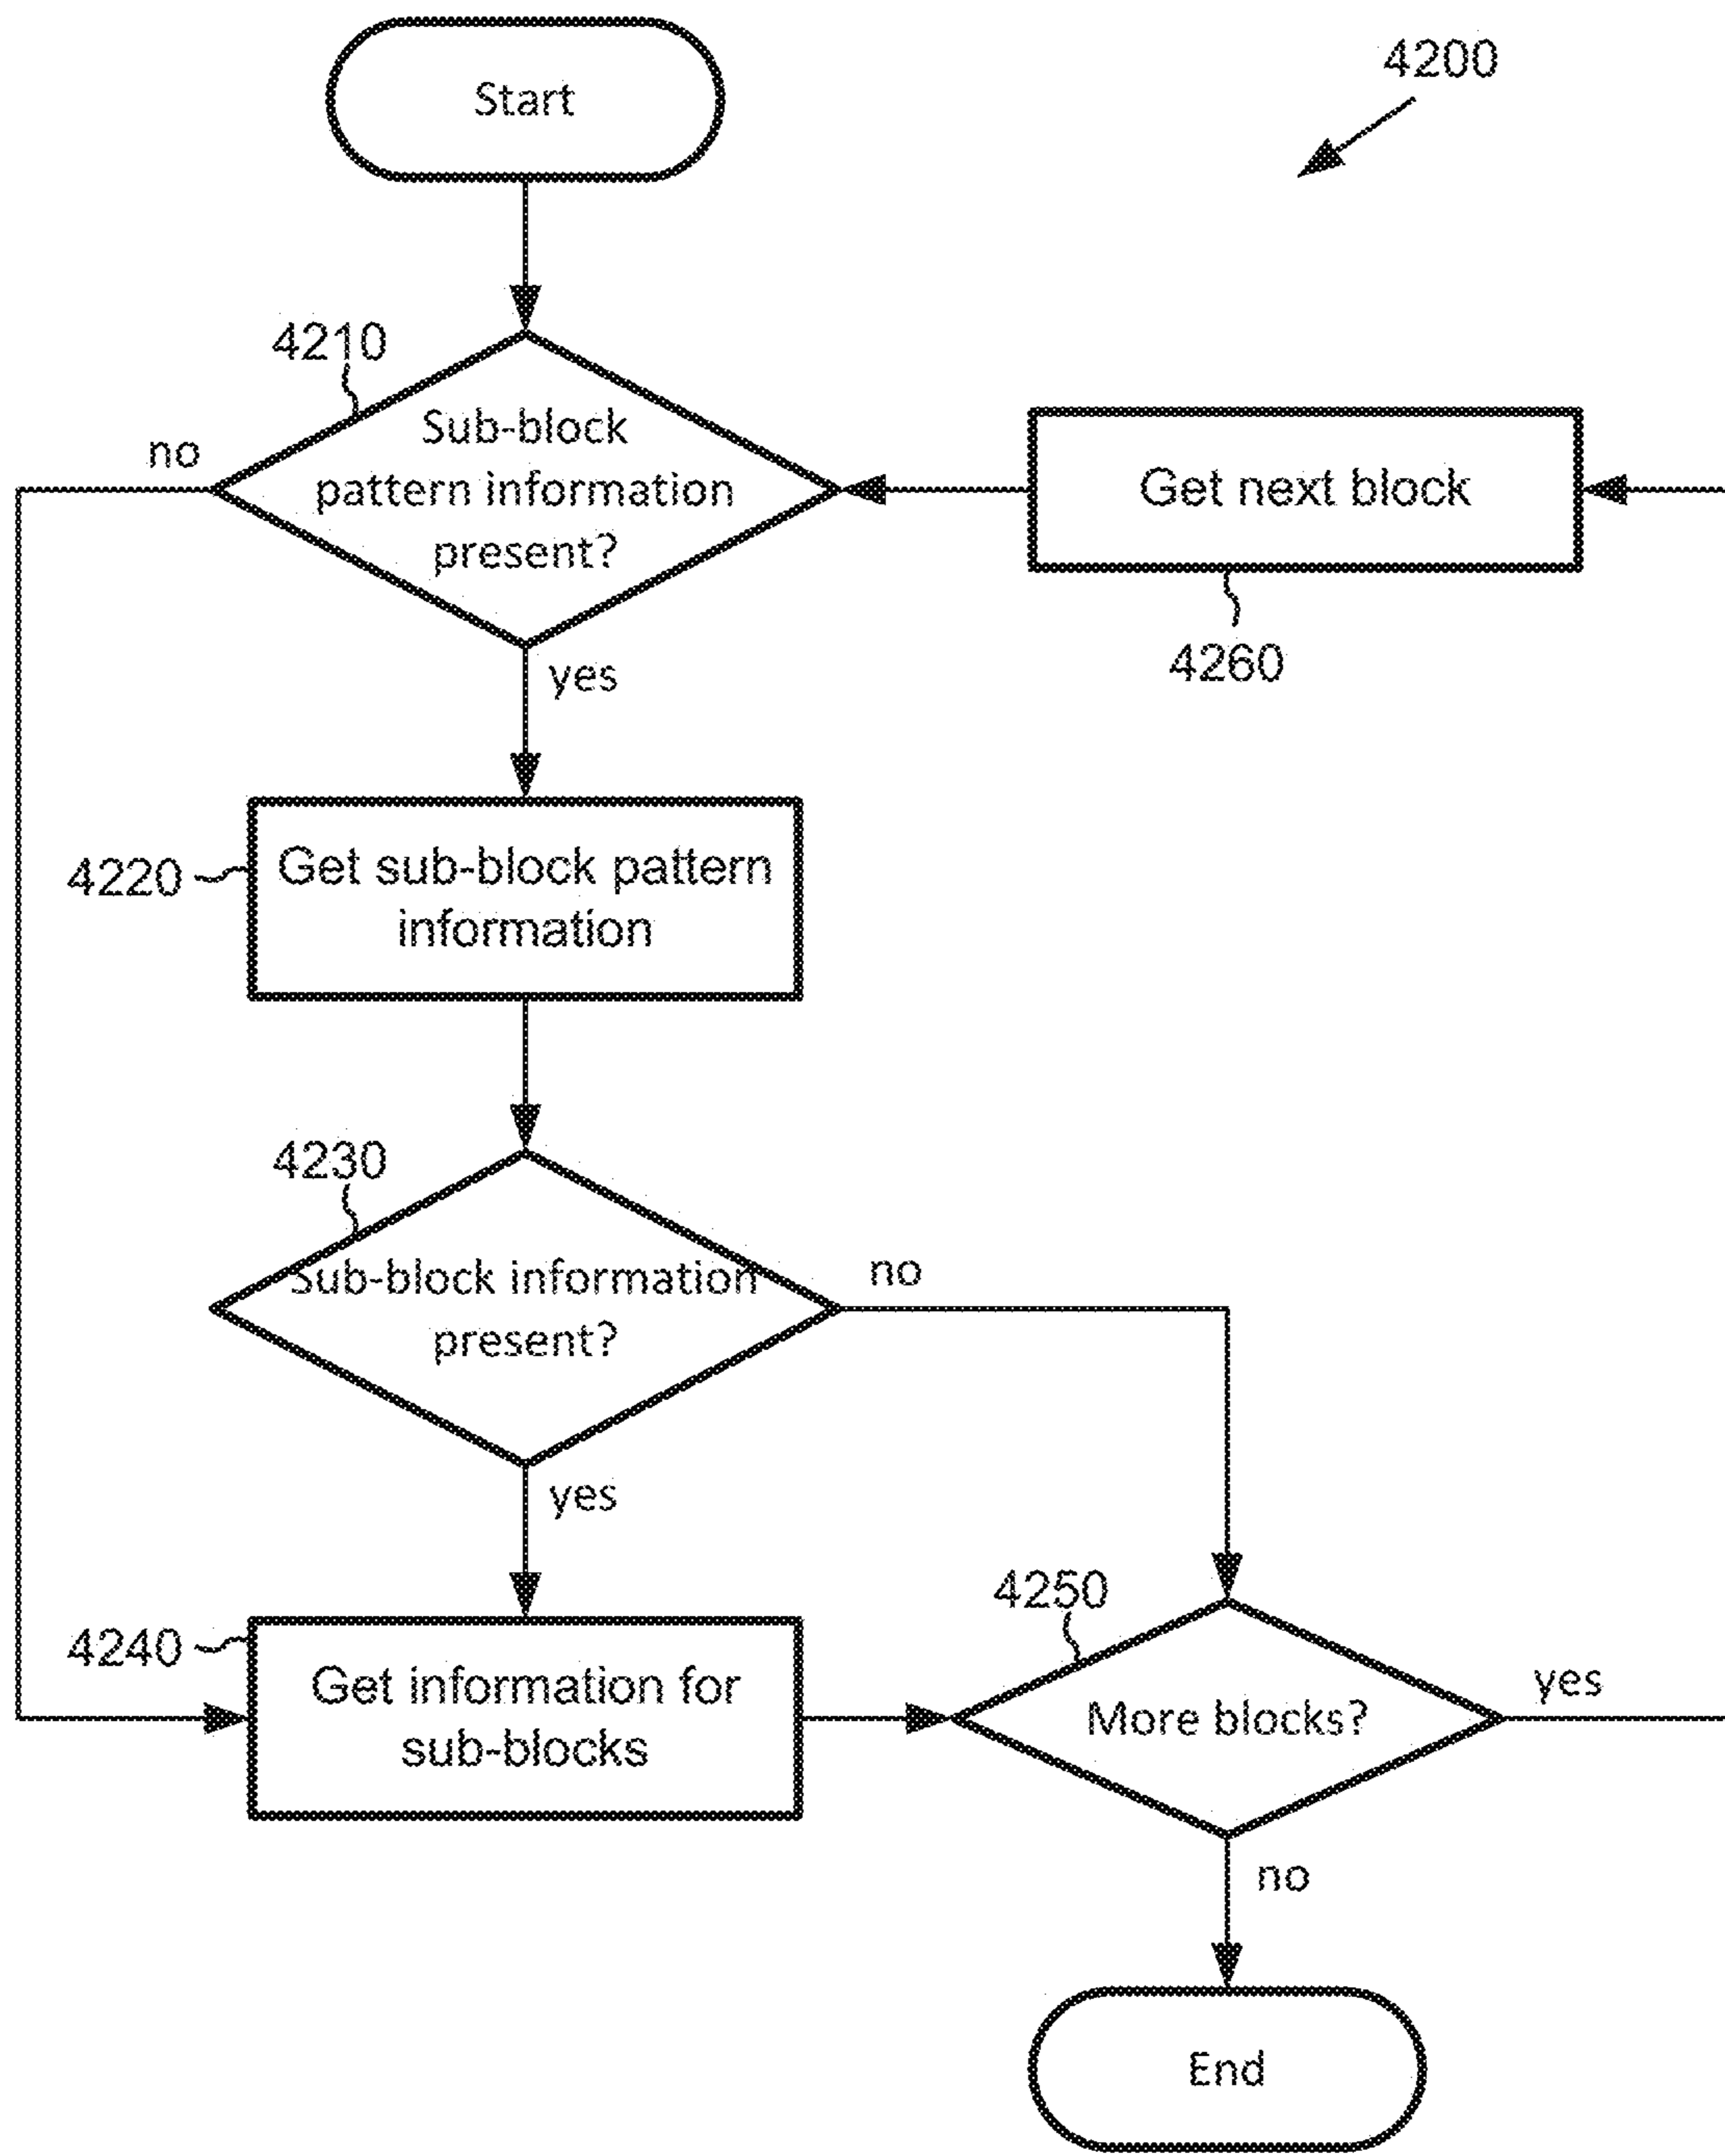 Start
4200
4210
no
Sub-block
pattern information
present?
Get next block
4260
yes
4220
Get sub-block pattern
information
4230
Sub-block information
present?
no
yes
4240
Get information for
sub-blocks
4250
More blocks?
yes
no
End